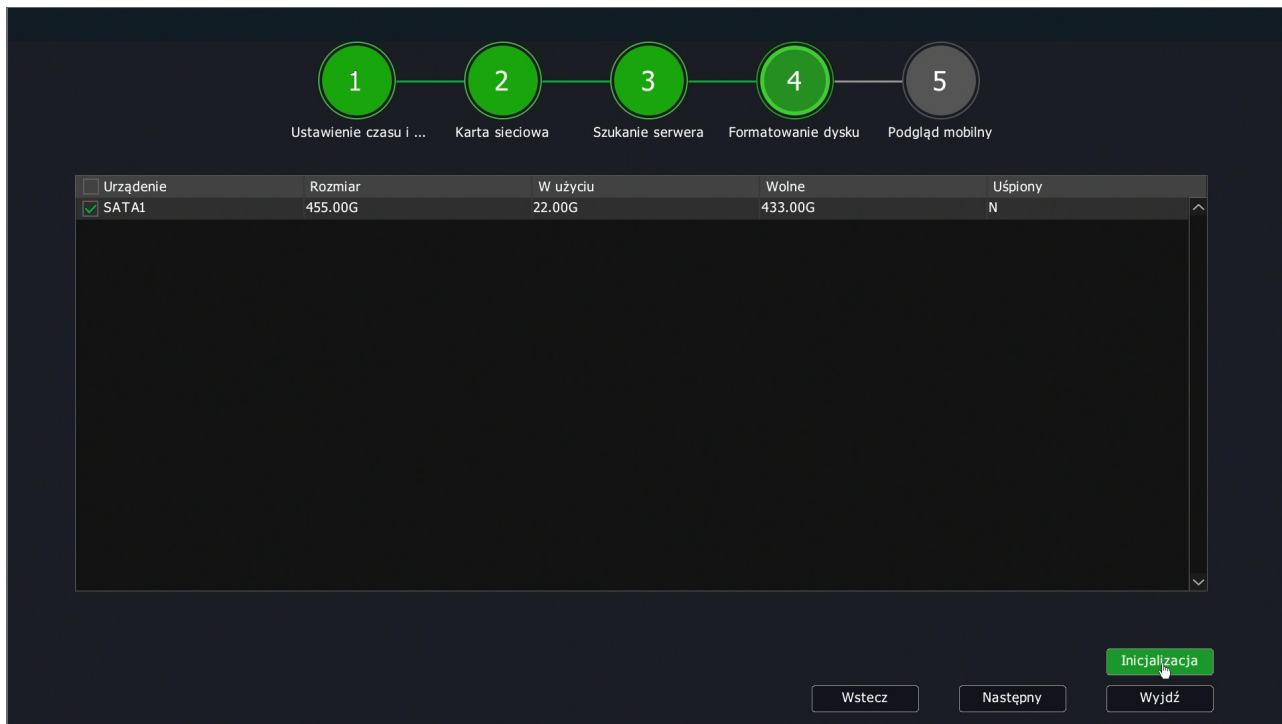 1 2 3 4 5
Ustawienie czasu i ... Karta sieciowa Szukanie serwera Formatowanie dysku Podgląd mobilny
Urządenie Rozmiar W użyciu Wolne Uśpiony
SATA1 455.00G 22.00G 433.00G N
Inicjalizacja
Wstecz Następny Wyjdź